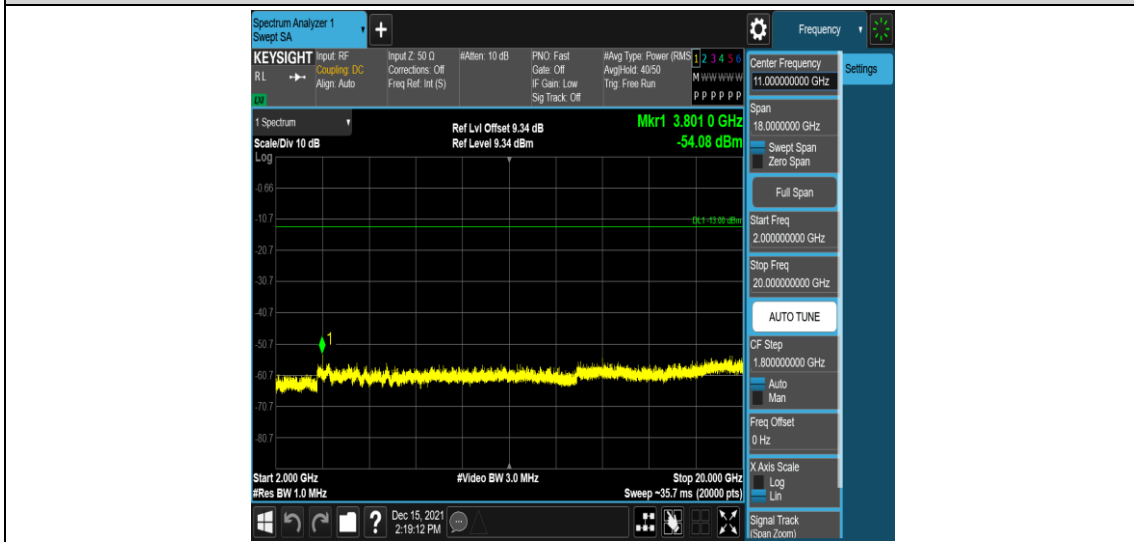 Spectrum Analyzer 1
Swept SA
+
Frequency
KEYSIGHT
RL
Input: RF
Coupling: DC
Align: Auto
Input Z: 50 Ω
Corrections: Off
Freq Ref: Int (S)
#Atten: 10 dB
PNO: Fast
Gate: Off
IF Gain: Low
Sig Track: Off
#Avg Type: Power (RMS
Avg|Hold: 40/50
Trig: Free Run
1 2 3 4 5 6
M W W W W W
P P P P P P
Center Frequency
11.000000000 GHz
Settings
Span
18.0000000 GHz
Swept Span
Zero Span
Full Span
Start Freq
2.000000000 GHz
Stop Freq
20.000000000 GHz
AUTO TUNE
CF Step
1.800000000 GHz
Auto
Man
Freq Offset
0 Hz
X Axis Scale
Log
Lin
Signal Track
(Span Zoom)
1 Spectrum
Scale/Div 10 dB
Log
Ref Lvl Offset 9.34 dB
Ref Level 9.34 dBm
Mkr1 3.801 0 GHz
-54.08 dBm
-0.66
-10.7
DL1 -13.00 dBm
-20.7
-30.7
-40.7
-50.7
1
-60.7
-70.7
-80.7
Start 2.000 GHz
#Video BW 3.0 MHz
Stop 20.000 GHz
#Res BW 1.0 MHz
Sweep ~35.7 ms (20000 pts)
?
Dec 15, 2021
2:19:12 PM